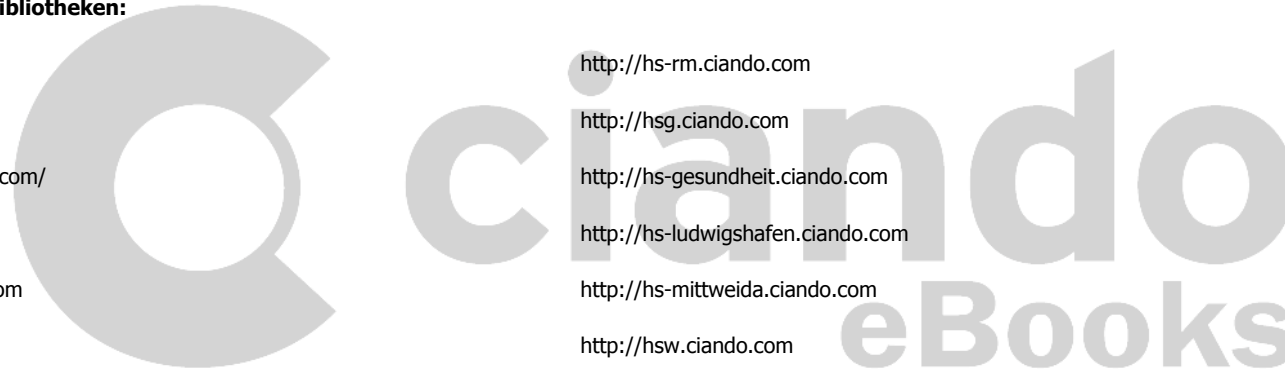 ibliotheken:
http://hs-rm.ciando.com
http://hsg.ciando.com
com/
http://hs-gesundheit.ciando.com
http://hs-ludwigshafen.ciando.com
om
http://hs-mittweida.ciando.com
http://hsw.ciando.com
ciando
eBooks